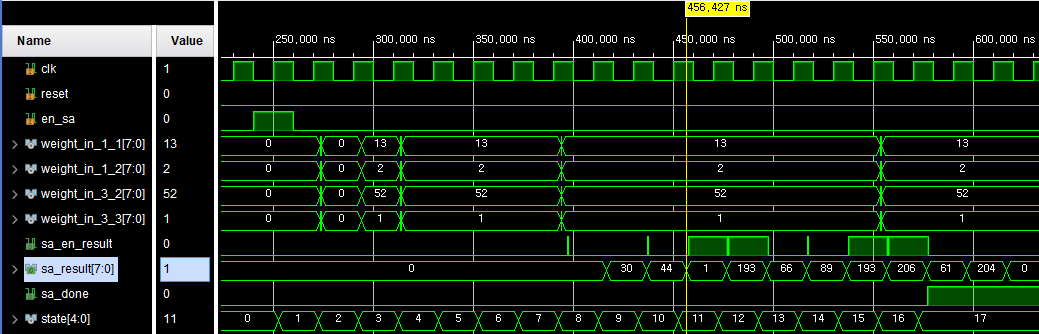 456,427 ns
Name Value 250,000 ns 300,000 ns 350,000 ns 400,000 ns 450,000 ns 500,000 ns 550,000 ns 600,000 ns
clk 1
reset 0
en_sa 0
weight_in_1_1[7:0] 13 0 0 13 13 13 13
weight_in_1_2[7:0] 2 0 0 2 2 2 2
weight_in_3_2[7:0] 52 0 0 52 52 52 52
weight_in_3_3[7:0] 1 0 0 1 1 1 1
sa_en_result 0
sa_result[7:0] 1 0 30 44 1 193 66 89 193 206 61 204 0
sa_done 0
state[4:0] 11 0 1 2 3 4 5 6 7 8 9 10 11 12 13 14 15 16 17